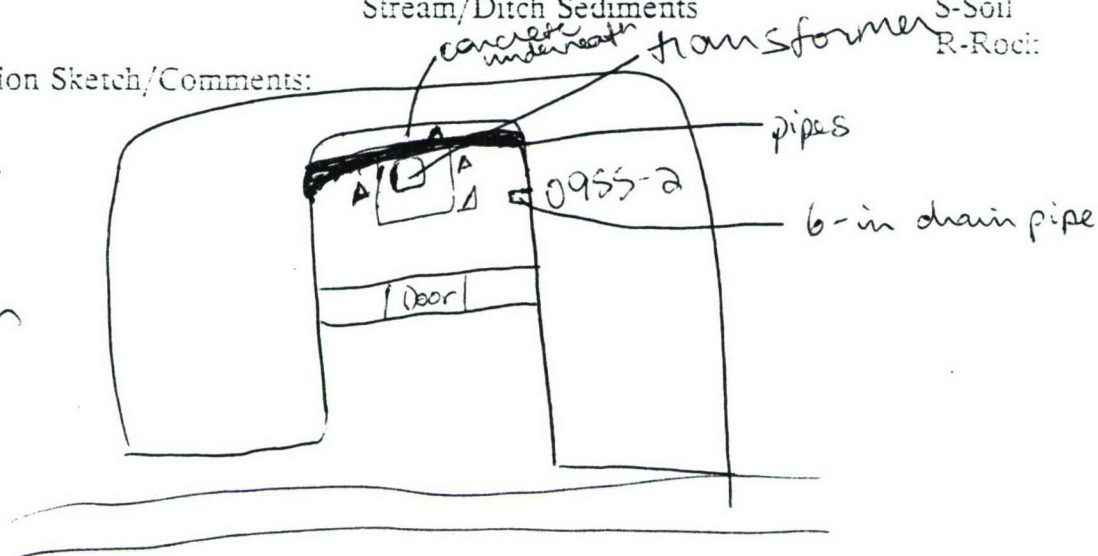 Stream/Ditch Sediments
S-Soil
R-Rock
concrete underneath
transformer
ion Sketch/Comments:
pipes
0955-2
6-in drain pipe
Door